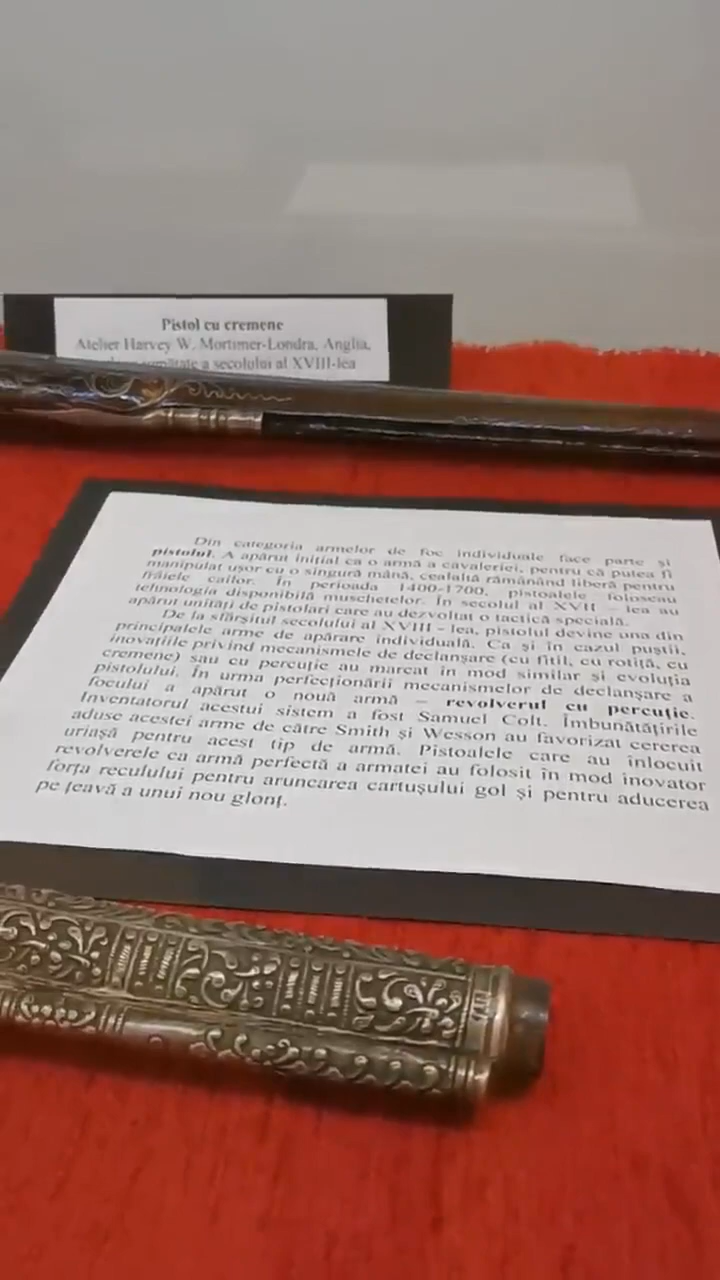 Pistol cu cremene
Atelier Harvey W. Mortimer-Londra, Anglia,
a secolului al XVIII-lea
Din categoria armelor de foc individuale face parte și
pistolul. A apărut inițial ca o armă a cavaleriei, pentru că putea fi
manipulat ușor cu o singură mână, cealaltă rămânând liberă pentru
frâiele cailor. În perioada 1400-1700, pistoalele foloseau
tehnologia disponibilă muschetelor. În secolul al XVII - lea au
apărut unități de pistolari care au dezvoltat o tactică specială.
De la sfârșitul secolului al XVIII - lea, pistolul devine una din
principalele arme de apărare individuală. Ca și în cazul puștii,
inovațiile privind mecanismele de declanșare (cu fitil, cu rotiță, cu
cremene) sau cu percuție au marcat în mod similar și evoluția
pistolului. În urma perfecționării mecanismelor de declanșare a
focului a apărut o nouă armă – revolverul cu percuție.
Inventatorul acestui sistem a fost Samuel Colt. Îmbunătățirile
aduse acestei arme de către Smith și Wesson au favorizat cererea
uriașă pentru acest tip de armă. Pistoalele care au înlocuit
revolverele ca armă perfectă a armatei au folosit în mod inovator
forța reculului pentru aruncarea cartușului gol și pentru aducerea
pe țeavă a unui nou glonț.